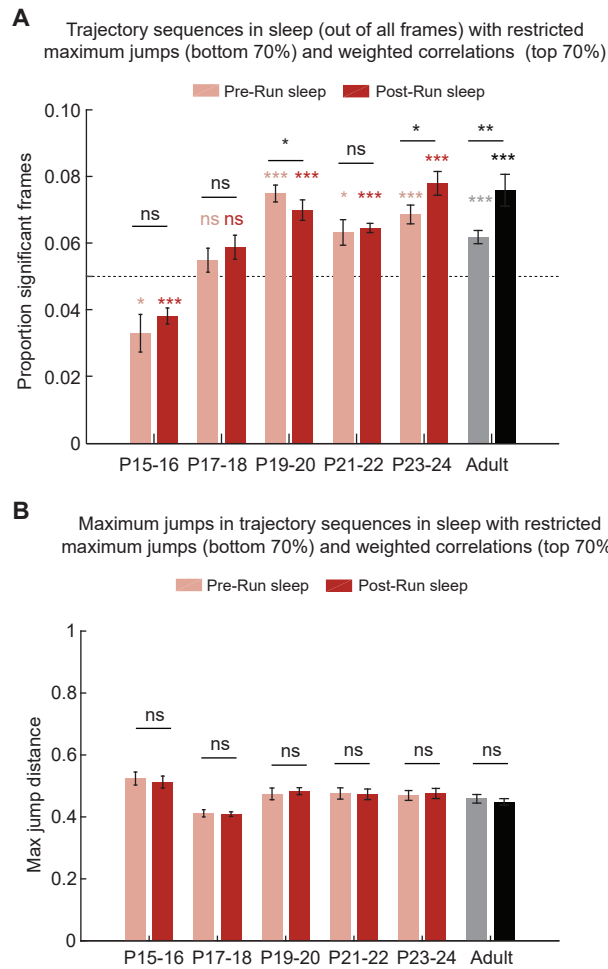 A
Trajectory sequences in sleep (out of all frames) with restricted
maximum jumps (bottom 70%) and weighted correlations (top 70%)
Pre-Run sleep Post-Run sleep
Proportion significant frames
0.10
0.08
0.06
0.04
0.02
0
ns
* ***
ns
ns ns
*
*** ***
ns
* ***
*
*** ***
**
*** ***
P15-16 P17-18 P19-20 P21-22 P23-24 Adult
B
Maximum jumps in trajectory sequences in sleep with restricted
maximum jumps (bottom 70%) and weighted correlations (top 70%
Pre-Run sleep Post-Run sleep
Max jump distance
1
0.8
0.6
0.4
0.2
0
ns ns ns ns ns ns
P15-16 P17-18 P19-20 P21-22 P23-24 Adult